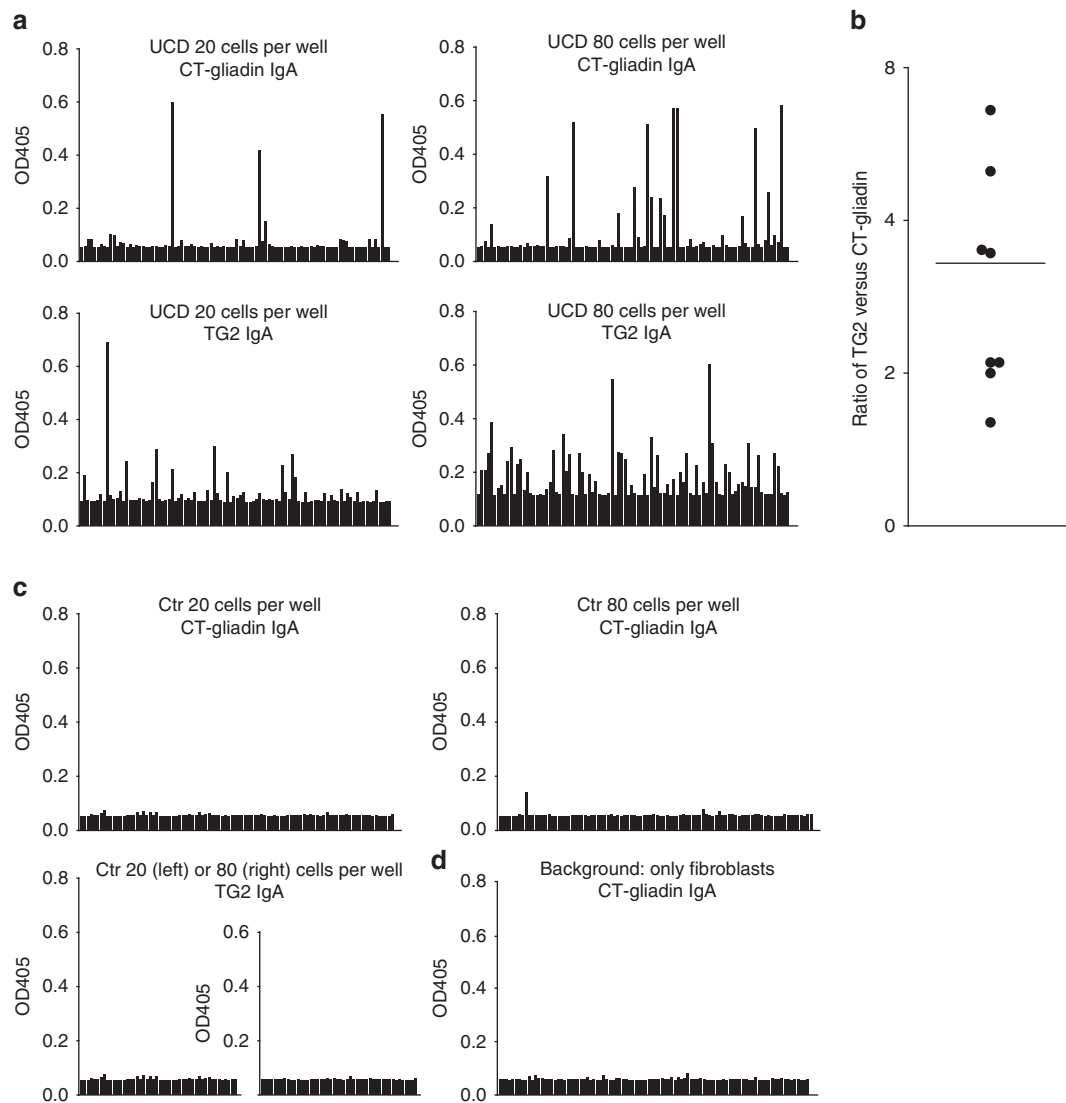 a
UCD 20 cells per well
CT-gliadin IgA
OD405
0.8
0.6
0.4
0.2
0.0
UCD 80 cells per well
CT-gliadin IgA
OD405
0.8
0.6
0.4
0.2
0.0
UCD 20 cells per well
TG2 IgA
OD405
0.8
0.6
0.4
0.2
0.0
UCD 80 cells per well
TG2 IgA
OD405
0.8
0.6
0.4
0.2
0.0
b
Ratio of TG2 versus CT-gliadin
8
4
2
0
c
Ctr 20 cells per well
CT-gliadin IgA
OD405
0.8
0.6
0.4
0.2
0.0
Ctr 80 cells per well
CT-gliadin IgA
OD405
0.8
0.6
0.4
0.2
0.0
Ctr 20 (left) or 80 (right) cells per well
TG2 IgA
OD405
0.8
0.6
0.4
0.2
0.0
OD405
0.6
0.4
0.2
d
Background: only fibroblasts
CT-gliadin IgA
OD405
0.8
0.6
0.4
0.2
0.0